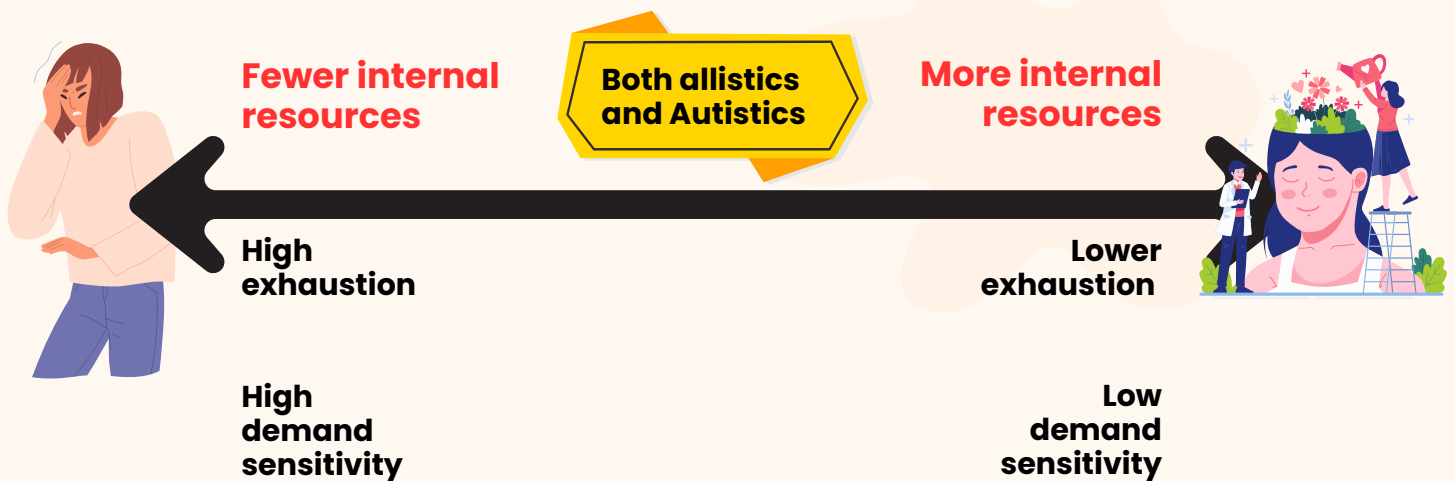 Fewer internal
resources
Both allistics
and Autistics
More internal
resources
High
exhaustion
Lower
exhaustion
High
demand
sensitivity
Low
demand
sensitivity